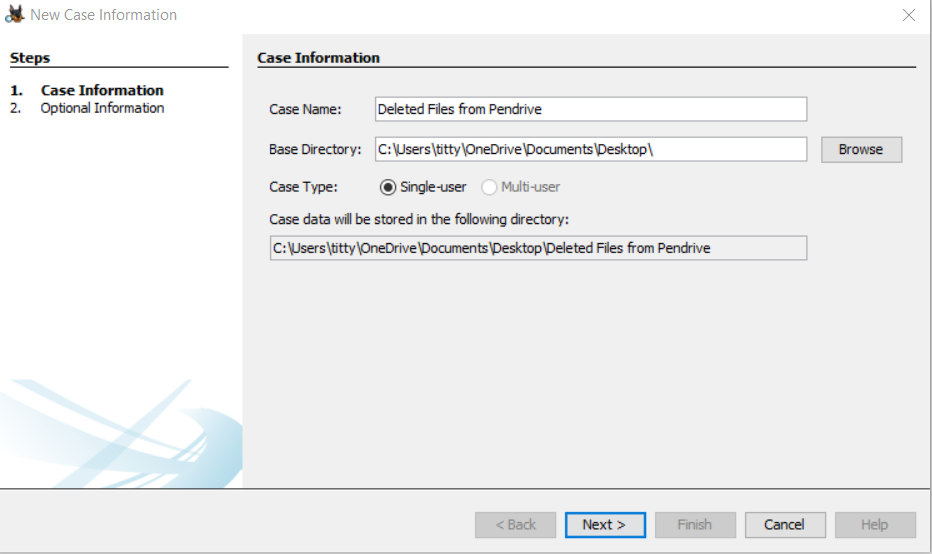 New Case Information
Steps
1. Case Information
2. Optional Information
Case Information
Case Name: Deleted Files from Pendrive
Base Directory: C:\Users\titty\OneDrive\Documents\Desktop\ Browse
Case Type: Single-user Multi-user
Case data will be stored in the following directory:
C:\Users\titty\OneDrive\Documents\Desktop\Deleted Files from Pendrive
< Back Next > Finish Cancel Help